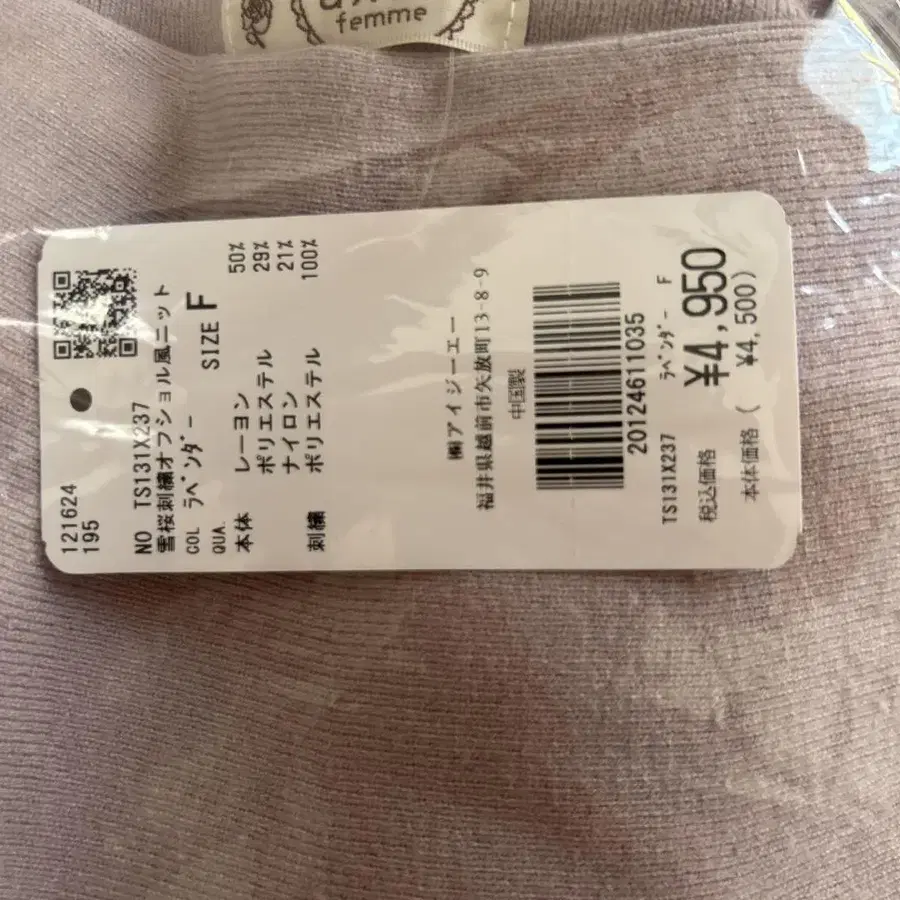 femme
121624
195
NO TS131X237
雪桜刺繍オフショル風ニット
COL ラベンダー SIZE F
QUA.
本体 レーヨン 50%
ポリエステル 29%
ナイロン 21%
刺繍 ポリエステル 100%
㈱アイジーエー
福井県越前市矢放町13-8-9
中国製
2012461 1035
TS131X237 ラベンダー F
税込価格 ¥4,950
本体価格 ( ¥4,500)